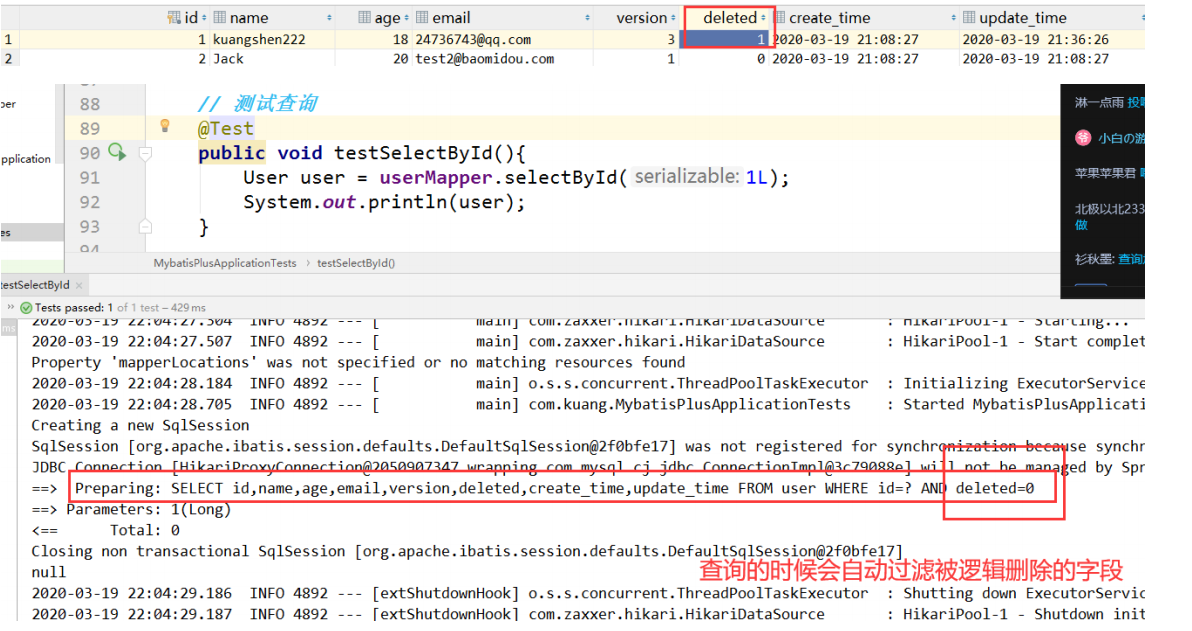 id name age email version deleted create_time update_time
1 1 kuangshen222 18 24736743@qq.com 3 1 2020-03-19 21:08:27 2020-03-19 21:36:26
2 2 Jack 20 test2@baomidou.com 1 0 2020-03-19 21:08:27 2020-03-19 21:08:27
88 // 测试查询
89 @Test
90 public void testSelectById(){
91 User user = userMapper.selectById( serializable: 1L);
92 System.out.println(user);
93 }
94
per
pplication
es
淋一点雨
小白の游
苹果苹果君
北极以北233
做
衫秋墨: 查询
MybatisPlusApplicationTests › testSelectById()
testSelectById ×
» Tests passed: 1 of 1 test – 429 ms
ms
2020-03-19 22:04:27.304 INFO 4892 --- [ main] com.zaxxer.hikari.HikariDataSource : HikariPool-1 - Starting...
2020-03-19 22:04:27.507 INFO 4892 --- [ main] com.zaxxer.hikari.HikariDataSource : HikariPool-1 - Start complet
Property 'mapperLocations' was not specified or no matching resources found
2020-03-19 22:04:28.184 INFO 4892 --- [ main] o.s.s.concurrent.ThreadPoolTaskExecutor : Initializing ExecutorService
2020-03-19 22:04:28.705 INFO 4892 --- [ main] com.kuang.MybatisPlusApplicationTests : Started MybatisPlusApplicati
Creating a new SqlSession
SqlSession [org.apache.ibatis.session.defaults.DefaultSqlSession@2f0bfe17] was not registered for synchronization because synchr
JDBC Connection [HikariProxyConnection@2050907347 wrapping com.mysql.cj.jdbc.ConnectionImpl@3c79088e] will not be managed by Spr
==> Preparing: SELECT id,name,age,email,version,deleted,create_time,update_time FROM user WHERE id=? AND deleted=0
==> Parameters: 1(Long)
<== Total: 0
Closing non transactional SqlSession [org.apache.ibatis.session.defaults.DefaultSqlSession@2f0bfe17]
查询的时候会自动过滤被逻辑删除的字段
null
2020-03-19 22:04:29.186 INFO 4892 --- [extShutdownHook] o.s.s.concurrent.ThreadPoolTaskExecutor : Shutting down ExecutorServic
2020-03-19 22:04:29.187 INFO 4892 --- [extShutdownHook] com.zaxxer.hikari.HikariDataSource : HikariPool-1 - Shutdown init